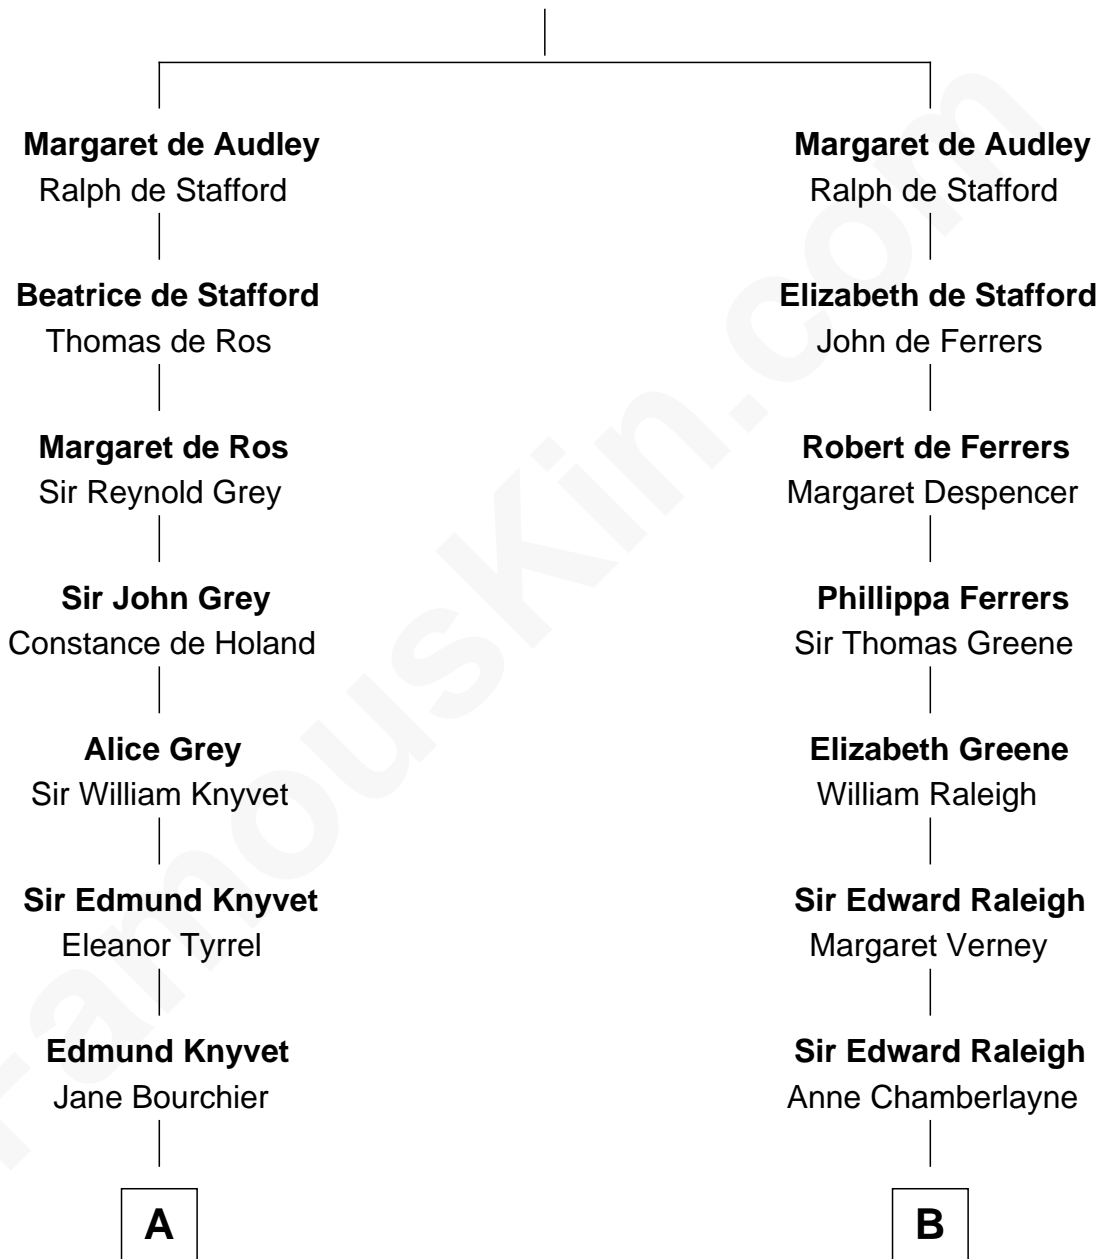 Margaret de Audley
Ralph de Stafford
Beatrice de Stafford
Thomas de Ros
Margaret de Ros
Sir Reynold Grey
Sir John Grey
Constance de Holand
Alice Grey
Sir William Knyvet
Sir Edmund Knyvet
Eleanor Tyrrel
Edmund Knyvet
Jane Bourchier
A
Margaret de Audley
Ralph de Stafford
Elizabeth de Stafford
John de Ferrers
Robert de Ferrers
Margaret Despencer
Phillippa Ferrers
Sir Thomas Greene
Elizabeth Greene
William Raleigh
Sir Edward Raleigh
Margaret Verney
Sir Edward Raleigh
Anne Chamberlayne
B
FamousKin.com